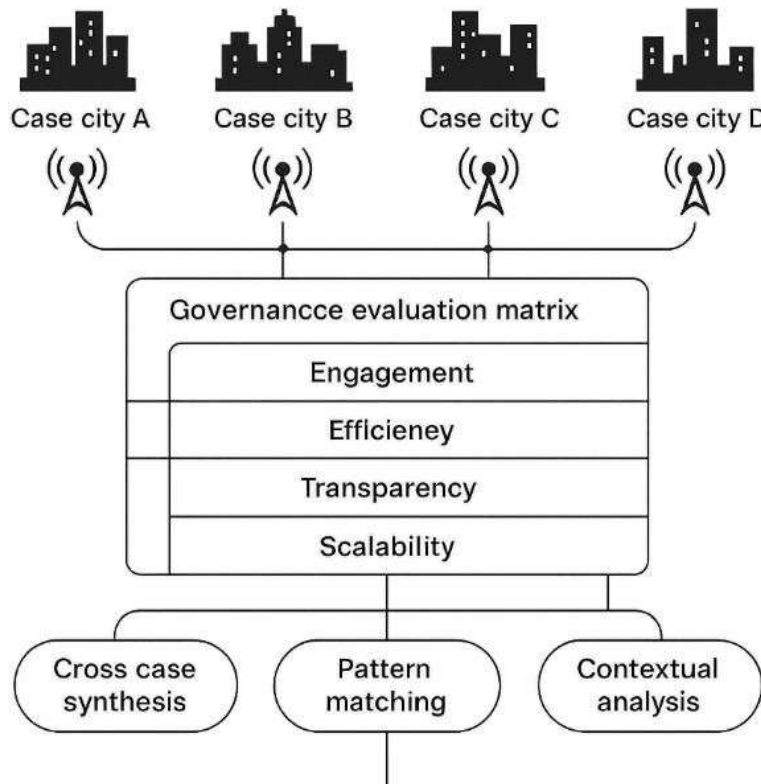 Case city A
Case city B
Case city C
Case city D
Governancce evaluation matrix
Engagement
Efficieney
Transparency
Scalability
Cross case
synthesis
Pattern
matching
Contextual
analysis